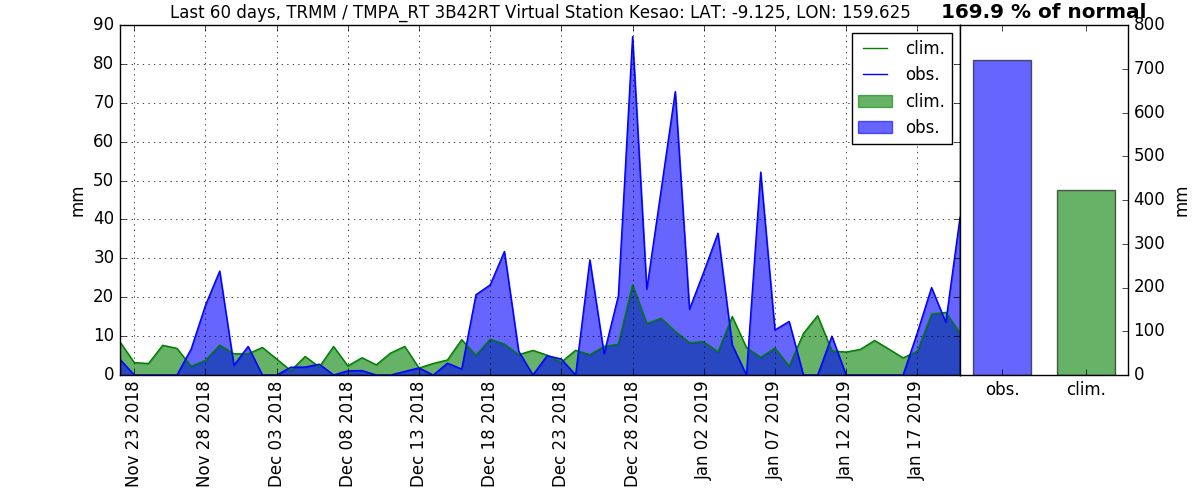 Last 60 days, TRMM / TMPA_RT 3B42RT Virtual Station Kesao: LAT: -9.125, LON: 159.625
169.9 % of normal
90
80
70
60
50
40
30
20
10
0
mm
clim.
obs.
clim.
obs.
Nov 23 2018
Nov 28 2018
Dec 03 2018
Dec 08 2018
Dec 13 2018
Dec 18 2018
Dec 23 2018
Dec 28 2018
Jan 02 2019
Jan 07 2019
Jan 12 2019
Jan 17 2019
800
700
600
500
400
300
200
100
0
mm
obs.
clim.